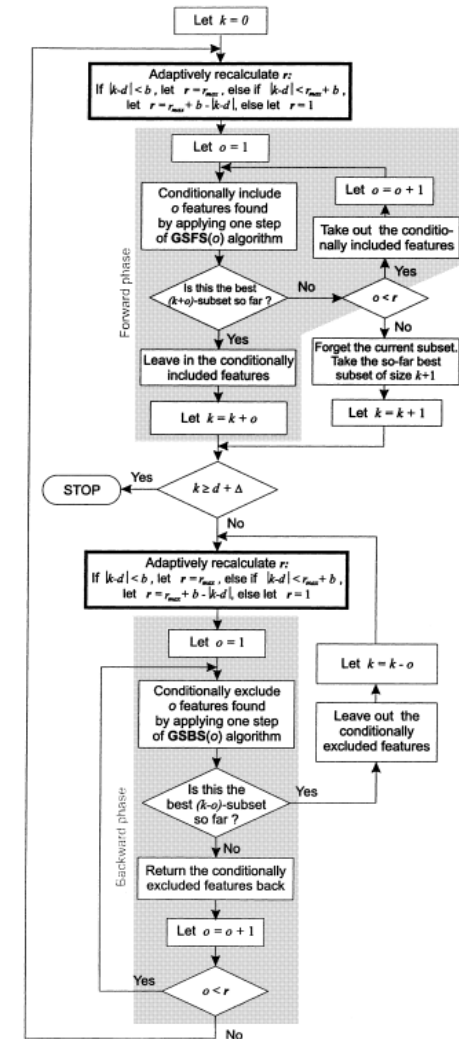 Let k=0
Adaptively recalculate r:
If |k-d|<b, let r=rmax, else if |k-d|<rmax+b,
let r=rmax+b-|k-d|, else let r=1
Let o=1
Let o=o+1
Conditionally include
o features found
by applying one step
of GSFS(o) algorithm
Take out the conditio-
nally included features
Forward phase
Yes
Is this the best
(k+o)-subset so far ?
No
o<r
Yes
No
Leave in the conditionally
included features
Forget the current subset.
Take the so-far best
subset of size k+1
Let k=k+o
Let k=k+1
STOP
Yes
k≥d+Δ
No
Adaptively recalculate r:
If |k-d|<b, let r=rmax, else if |k-d|<rmax+b,
let r=rmax+b-|k-d|, else let r=1
Let o=1
Let k=k-o
Conditionally exclude
o features found
by applying one step
of GSBS(o) algorithm
Leave out the
conditionally
excluded features
Backward phase
Is this the
best (k-o)-subset
so far ?
Yes
No
Return the conditionally
excluded features back
Let o=o+1
Yes
o<r
No